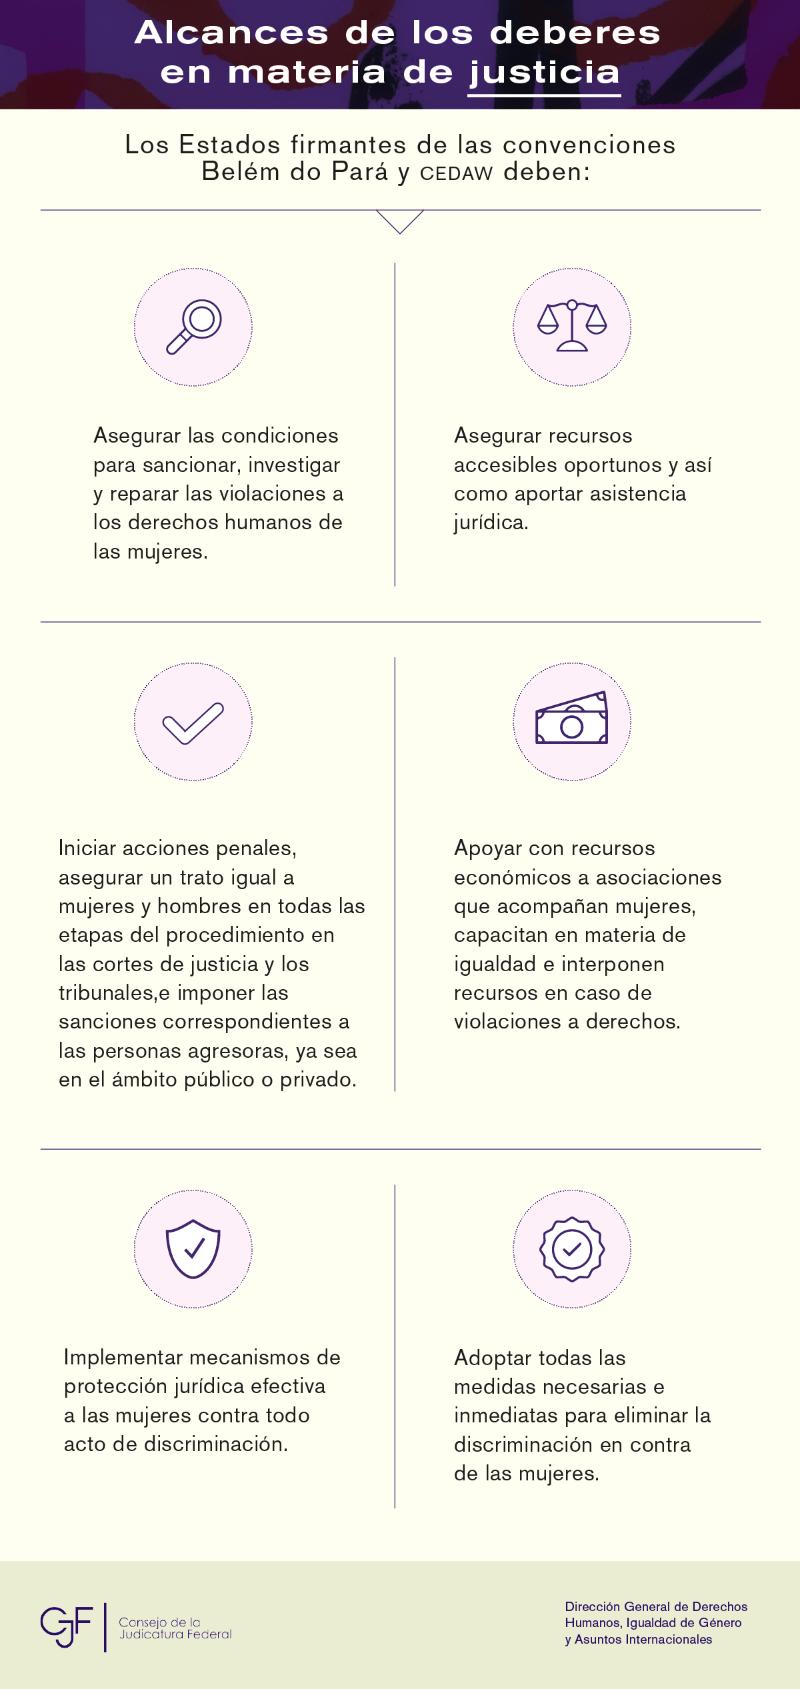 Alcances de los deberes
en materia de justicia
Los Estados firmantes de las convenciones
Belém do Pará y CEDAW deben:
Asegurar las condiciones
para sancionar, investigar
y reparar las violaciones a
los derechos humanos de
las mujeres.
Asegurar recursos
accesibles oportunos y así
como aportar asistencia
jurídica.
Iniciar acciones penales,
asegurar un trato igual a
mujeres y hombres en todas las
etapas del procedimiento en
las cortes de justicia y los
tribunales,e imponer las
sanciones correspondientes a
las personas agresoras, ya sea
en el ámbito público o privado.
Apoyar con recursos
económicos a asociaciones
que acompañan mujeres,
capacitan en materia de
igualdad e interponen
recursos en caso de
violaciones a derechos.
Implementar mecanismos de
protección jurídica efectiva
a las mujeres contra todo
acto de discriminación.
Adoptar todas las
medidas necesarias e
inmediatas para eliminar la
discriminación en contra
de las mujeres.
CJF
Consejo de la
Judicatura Federal
Dirección General de Derechos
Humanos, Igualdad de Género
y Asuntos Internacionales